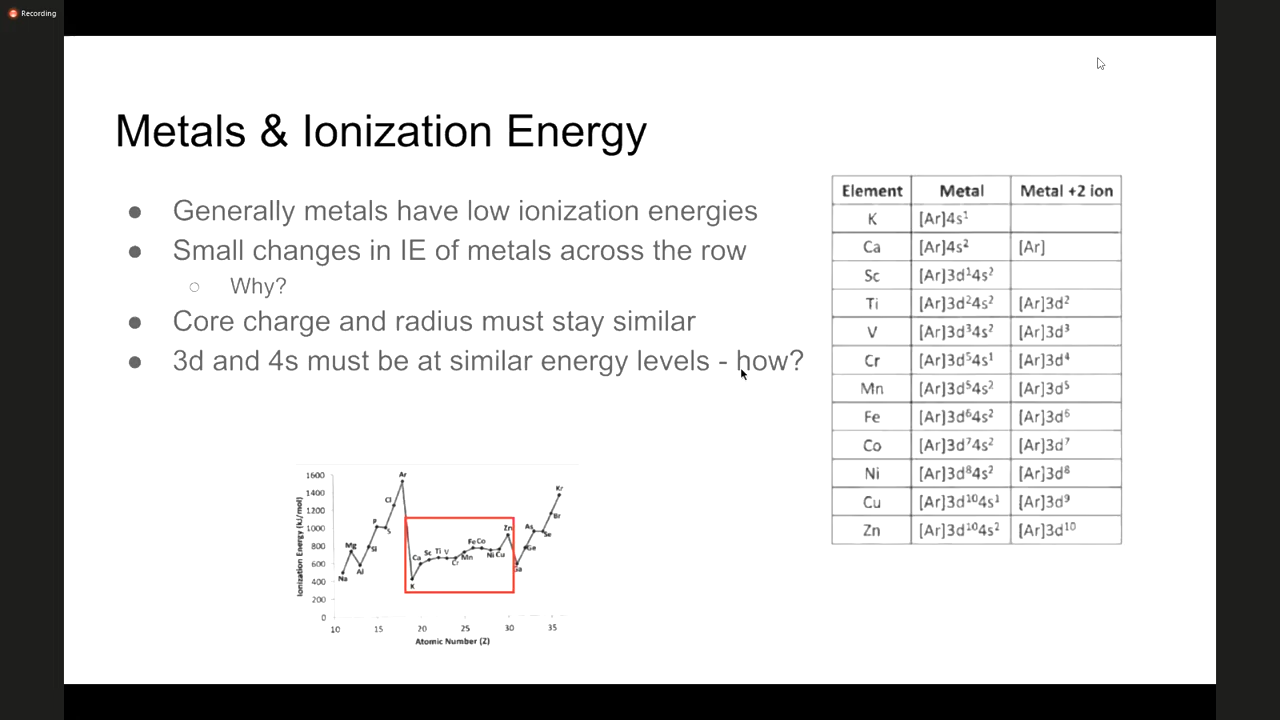 Recording
Metals & Ionization Energy
● Generally metals have low ionization energies
● Small changes in IE of metals across the row
○ Why?
● Core charge and radius must stay similar
● 3d and 4s must be at similar energy levels - how?
Element Metal Metal +2 ion
K [Ar]4s¹
Ca [Ar]4s² [Ar]
Sc [Ar]3d¹4s²
Ti [Ar]3d²4s² [Ar]3d²
V [Ar]3d³4s² [Ar]3d³
Cr [Ar]3d⁵4s¹ [Ar]3d⁴
Mn [Ar]3d⁵4s² [Ar]3d⁵
Fe [Ar]3d⁶4s² [Ar]3d⁶
Co [Ar]3d⁷4s² [Ar]3d⁷
Ni [Ar]3d⁸4s² [Ar]3d⁸
Cu [Ar]3d¹⁰4s¹ [Ar]3d⁹
Zn [Ar]3d¹⁰4s² [Ar]3d¹⁰
Ionization Energy (kJ/mol)
1600
1400
1200
1000
800
600
400
200
0
Na Mg Al Si P S Cl Ar K Ca Sc Ti V Cr Mn Fe Co Ni Cu Zn Ga Ge As Se Br Kr
10 15 20 25 30 35
Atomic Number (Z)